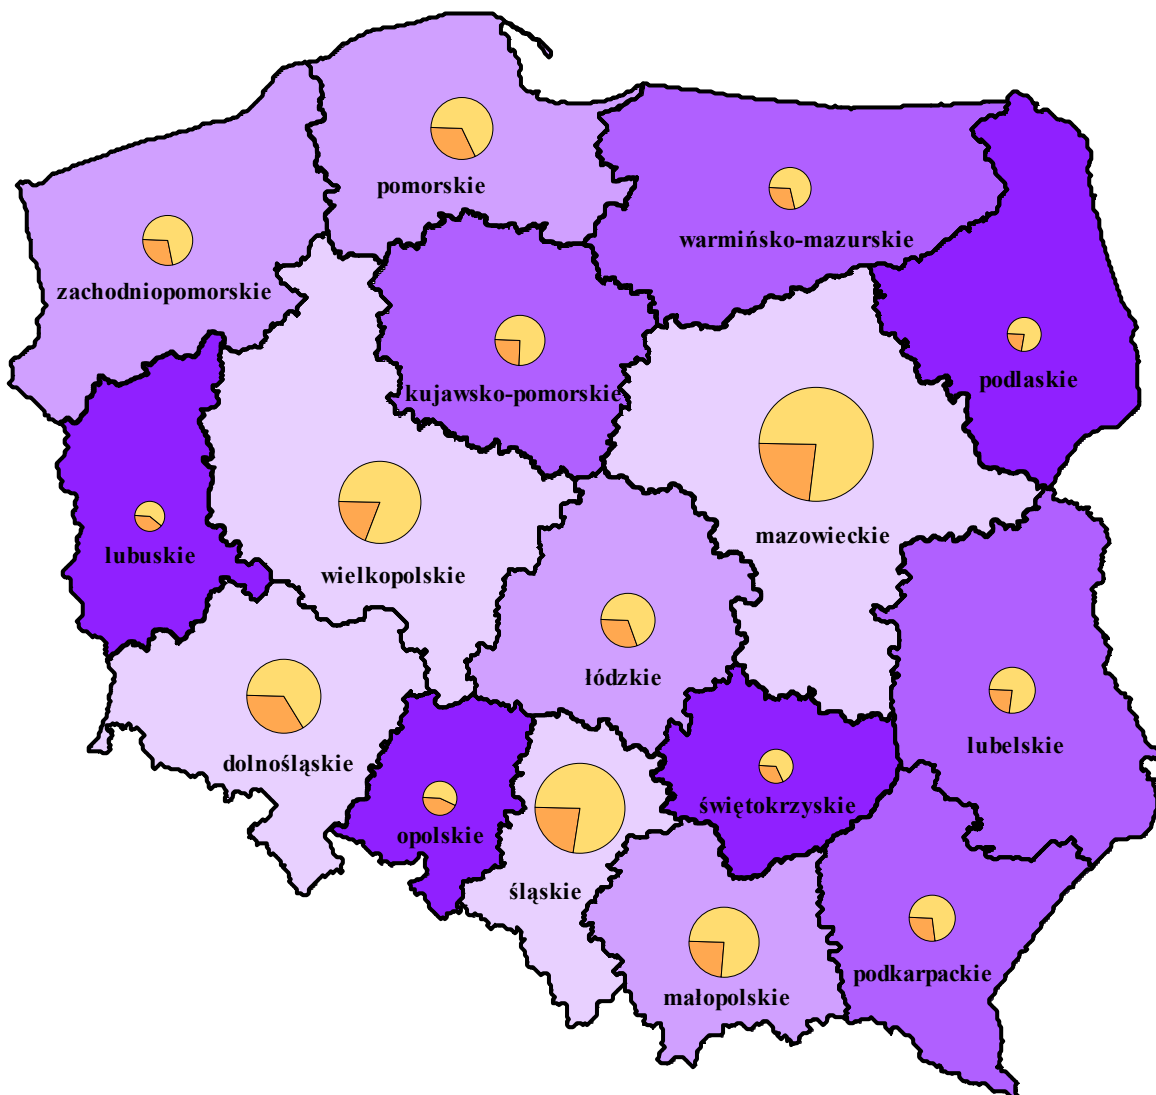 pomorskie
warmińsko-mazurskie
zachodniopomorskie
podlaskie
kujawsko-pomorskie
mazowieckie
lubuskie
wielkopolskie
łódzkie
lubelskie
dolnośląskie
świętokrzyskie
opolskie
śląskie
podkarpackie
małopolskie